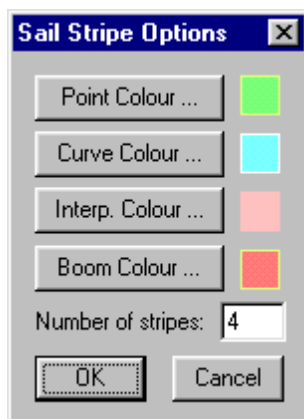 Sail Stripe Options
Point Colour ...
Curve Colour ...
Interp. Colour ...
Boom Colour ...
Number of stripes: 4
OK Cancel